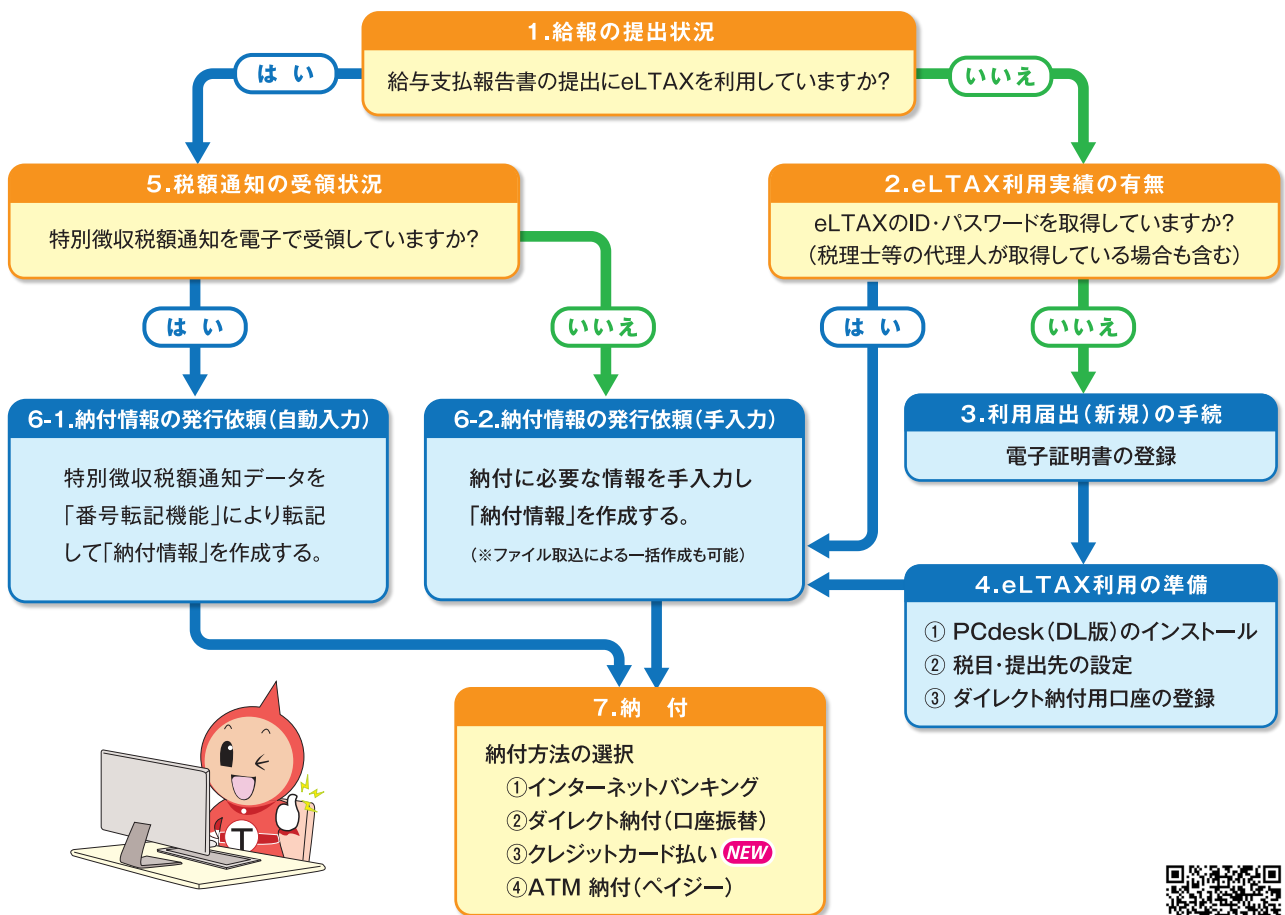 1.給報の提出状況
給与支払報告書の提出にeLTAXを利用していますか?
はい
いいえ
5.税額通知の受領状況
特別徴収税額通知を電子で受領していますか?
2.eLTAX利用実績の有無
eLTAXのID・パスワードを取得していますか?
(税理士等の代理人が取得している場合も含む)
はい
いいえ
はい
いいえ
6-1.納付情報の発行依頼(自動入力)
特別徴収税額通知データを
「番号転記機能」により転記
して「納付情報」を作成する。
6-2.納付情報の発行依頼(手入力)
納付に必要な情報を手入力し
「納付情報」を作成する。
(※ファイル取込による一括作成も可能)
3.利用届出(新規)の手続
電子証明書の登録
4.eLTAX利用の準備
① PCdesk(DL版)のインストール
② 税目・提出先の設定
③ ダイレクト納付用口座の登録
7.納 付
納付方法の選択
①インターネットバンキング
②ダイレクト納付(口座振替)
③クレジットカード払い NEW
④ATM 納付(ペイジー)
T